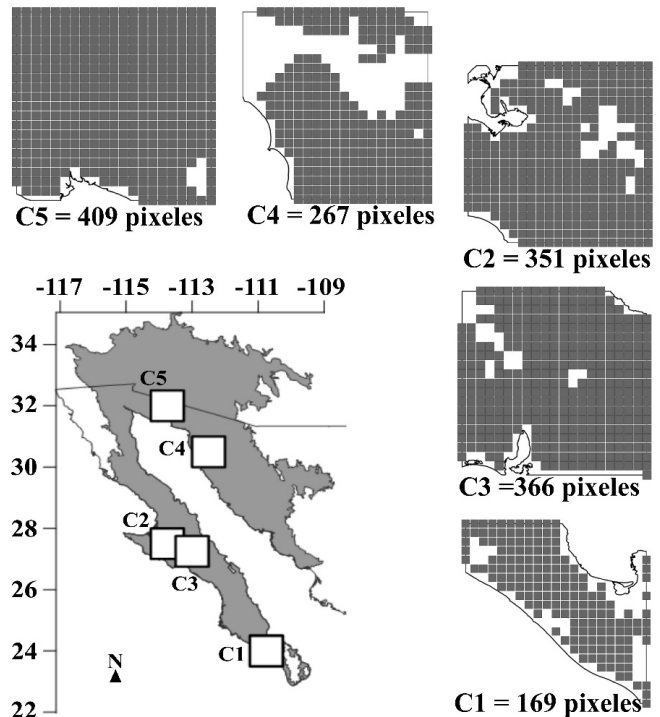 C5 = 409 pixeles
C4 = 267 pixeles
C2 = 351 pixeles
-117 -115 -113 -111 -109
34
C5
32
C4
30
C3 =366 pixeles
28
C2
C3
26
24
C1
N
22
C1 = 169 pixeles